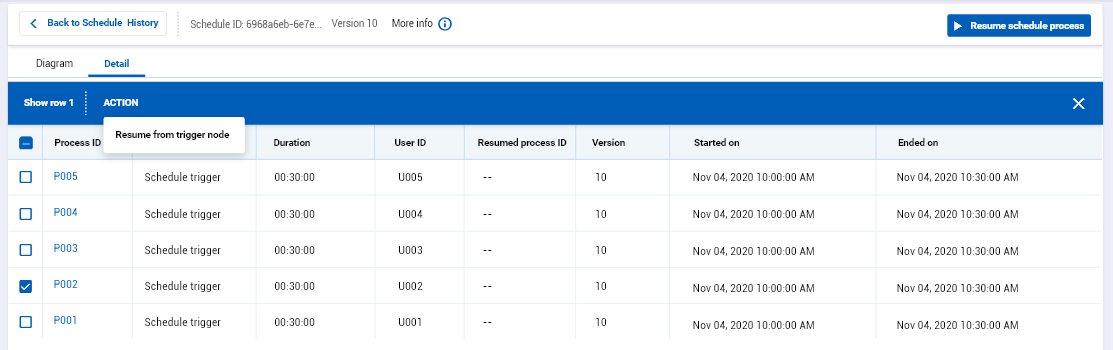 Back to Schedule History
Schedule ID: 6968a6eb-6e7e...
Version 10
More info
Resume schedule process
Diagram
Detail
Show row 1
ACTION
Resume from trigger node
Process ID
Duration
User ID
Resumed process ID
Version
Started on
Ended on
P005 Schedule trigger 00:30:00 U005 -- 10 Nov 04, 2020 10:00:00 AM Nov 04, 2020 10:30:00 AM
P004 Schedule trigger 00:30:00 U004 -- 10 Nov 04, 2020 10:00:00 AM Nov 04, 2020 10:30:00 AM
P003 Schedule trigger 00:30:00 U003 -- 10 Nov 04, 2020 10:00:00 AM Nov 04, 2020 10:30:00 AM
P002 Schedule trigger 00:30:00 U002 -- 10 Nov 04, 2020 10:00:00 AM Nov 04, 2020 10:30:00 AM
P001 Schedule trigger 00:30:00 U001 -- 10 Nov 04, 2020 10:00:00 AM Nov 04, 2020 10:30:00 AM